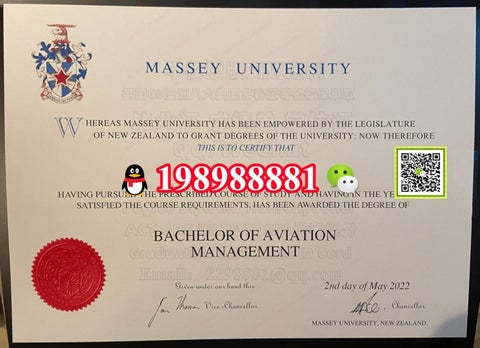 MASSEY UNIVERSITY
WHEREAS MASSEY UNIVERSITY HAS BEEN EMPOWERED BY THE LEGISLATURE
OF NEW ZEALAND TO GRANT DEGREES OF THE UNIVERSITY: NOW THEREFORE
THIS IS TO CERTIFY THAT
198988881
HAVING PURSUED THE PRESCRIBED COURSE OF STUDY AND HAVING IN THE YE
SATISFIED THE COURSE REQUIREMENTS, HAS BEEN AWARDED THE DEGREE OF
BACHELOR OF AVIATION
MANAGEMENT
Given under our hand this 2nd day of May 2022
Vice-Chancellor Chancellor
MASSEY UNIVERSITY, NEW ZEALAND.